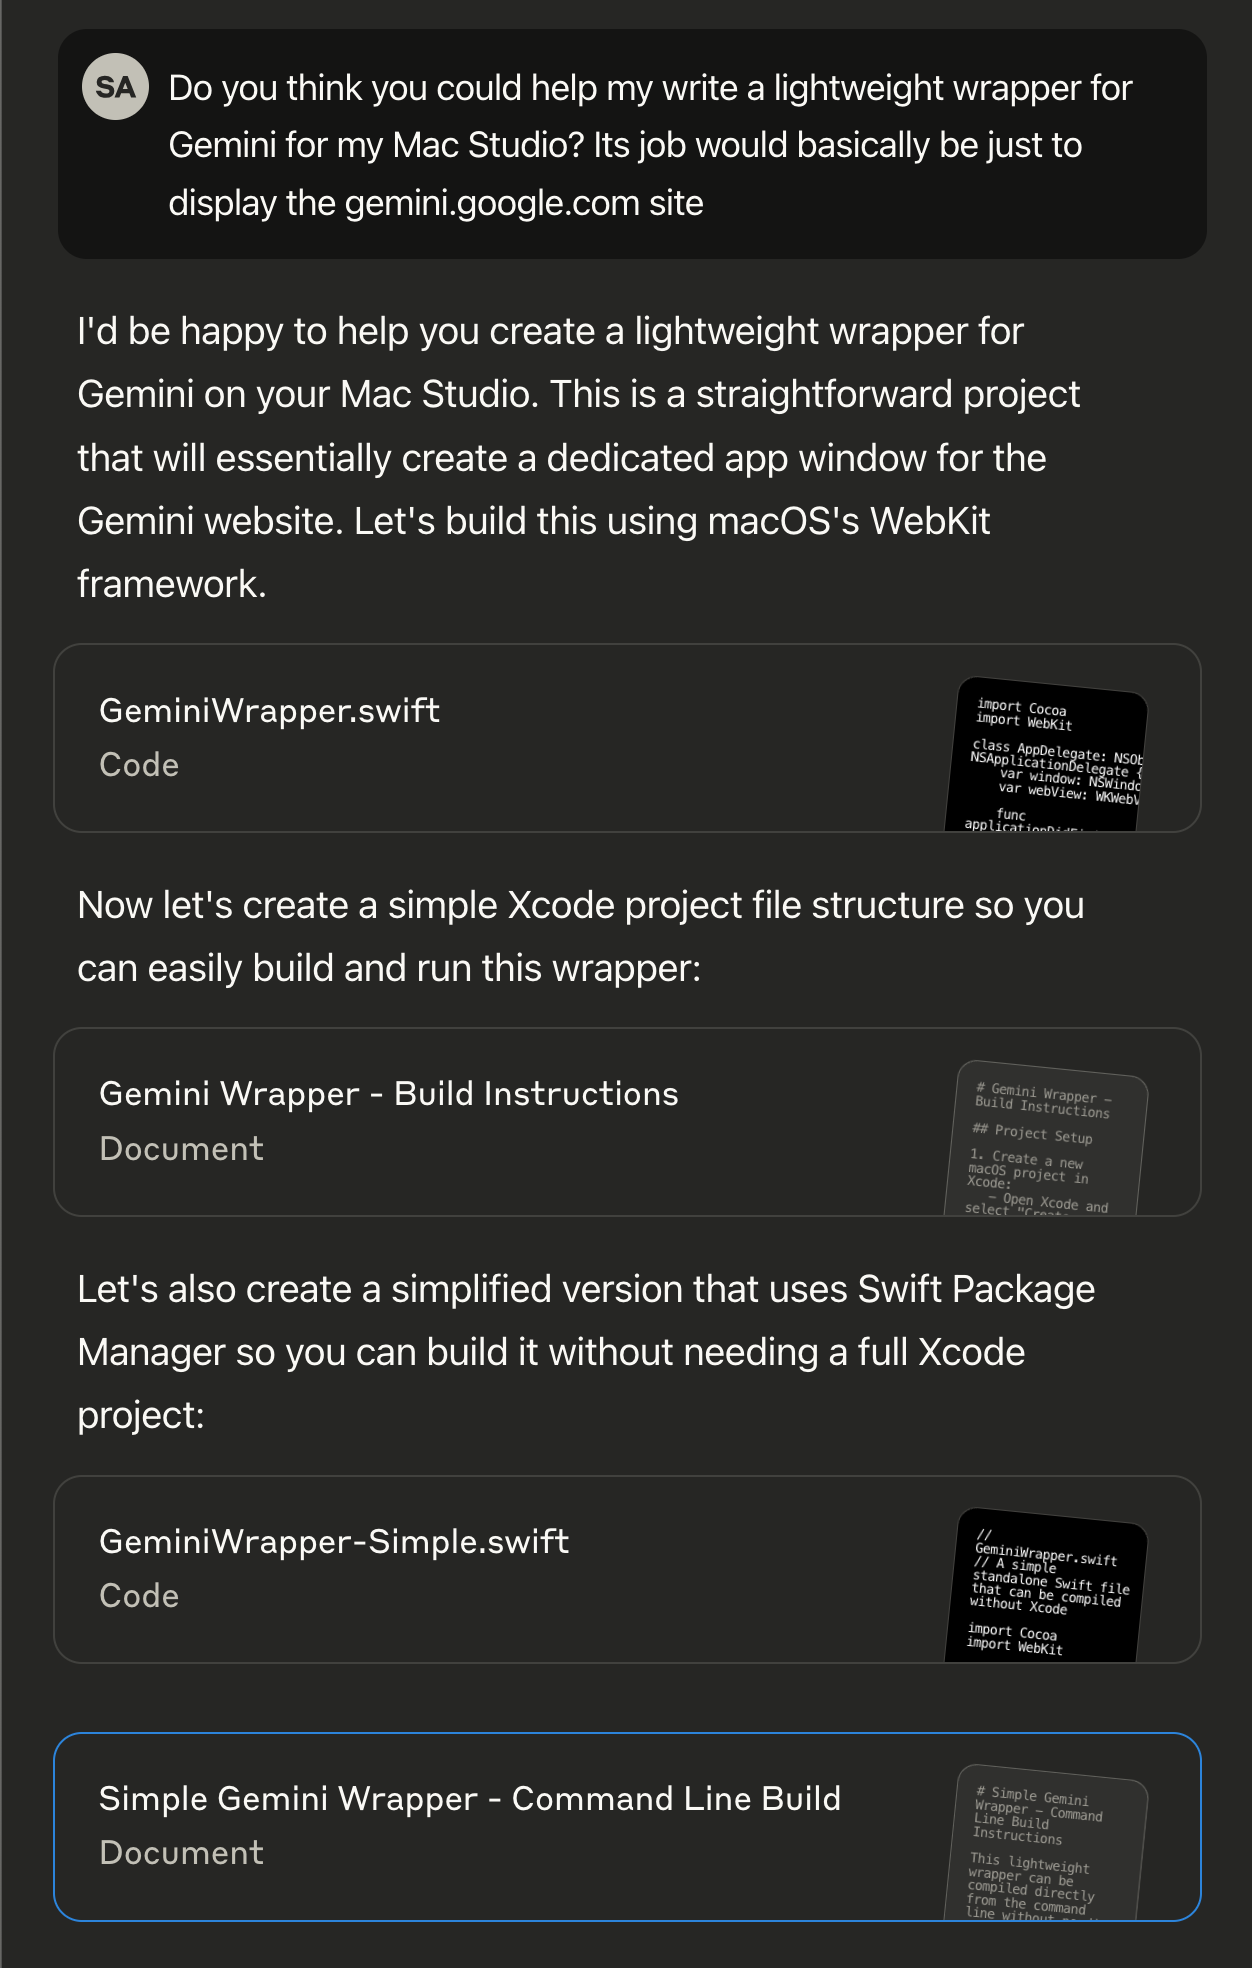 SA
Do you think you could help my write a lightweight wrapper for
Gemini for my Mac Studio? Its job would basically be just to
display the gemini.google.com site
I'd be happy to help you create a lightweight wrapper for
Gemini on your Mac Studio. This is a straightforward project
that will essentially create a dedicated app window for the
Gemini website. Let's build this using macOS's WebKit
framework.
GeminiWrapper.swift
Code
import Cocoa
import WebKit
class AppDelegate: NSOb
NSApplicationDelegate {
var window: NSWindo
var webView: WKWebV
func
Now let's create a simple Xcode project file structure so you
can easily build and run this wrapper:
Gemini Wrapper - Build Instructions
Document
# Gemini Wrapper –
Build Instructions
## Project Setup
1. Create a new
macOS project in
Xcode:
– Open Xcode and
select "Create
Let's also create a simplified version that uses Swift Package
Manager so you can build it without needing a full Xcode
project:
GeminiWrapper-Simple.swift
Code
//
GeminiWrapper.swift
// A simple
standalone Swift file
that can be compiled
without Xcode
import Cocoa
import WebKit
Simple Gemini Wrapper - Command Line Build
Document
# Simple Gemini
Wrapper – Command
Line Build
Instructions
This lightweight
wrapper can be
compiled directly
from the command
line without